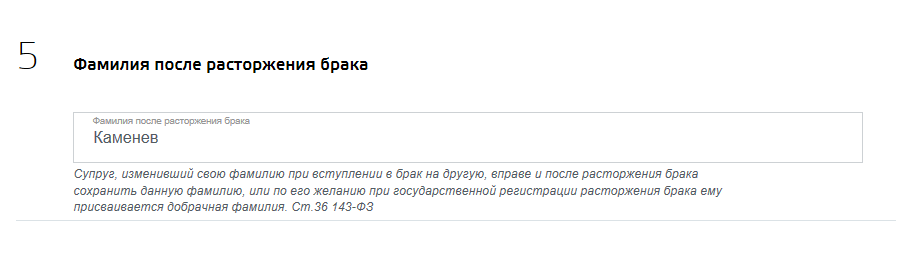 5
Фамилия после расторжения брака
Фамилия после расторжения брака
Каменев
Супруг, изменивший свою фамилию при вступлении в брак на другую, вправе и после расторжения брака
сохранить данную фамилию, или по его желанию при государственной регистрации расторжения брака ему
присваивается добрачная фамилия. Ст.36 143-ФЗ